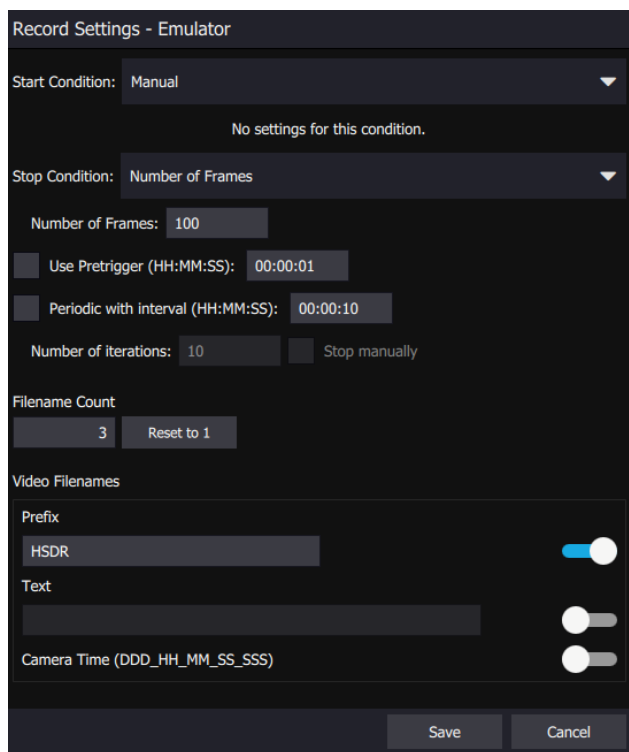 Record Settings - Emulator
Start Condition: Manual
No settings for this condition.
Stop Condition: Number of Frames
Number of Frames: 100
Use Pretrigger (HH:MM:SS): 00:00:01
Periodic with interval (HH:MM:SS): 00:00:10
Number of iterations: 10 Stop manually
Filename Count
3 Reset to 1
Video Filenames
Prefix
HSDR
Text
Camera Time (DDD_HH_MM_SS_SSS)
Save Cancel